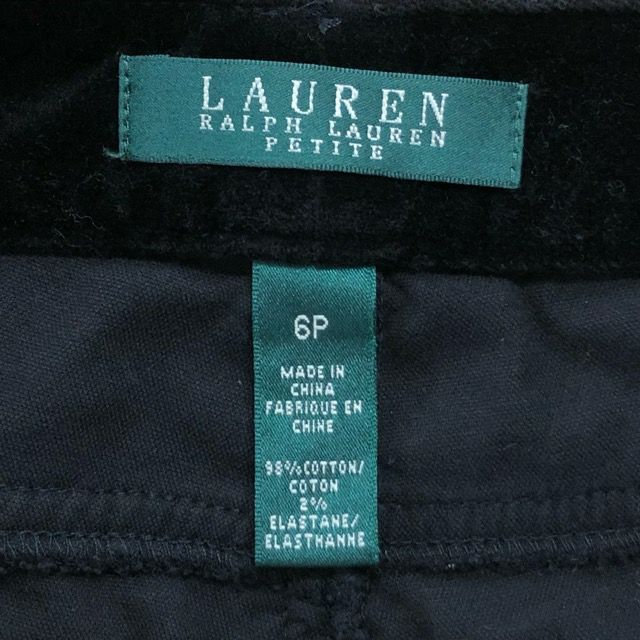 LAUREN
RALPH LAUREN
PETITE
6P
MADE IN
CHINA
FABRIQUE EN
CHINE
98% COTTON/
COTON
2%
ELASTANE/
ELASTHANNE